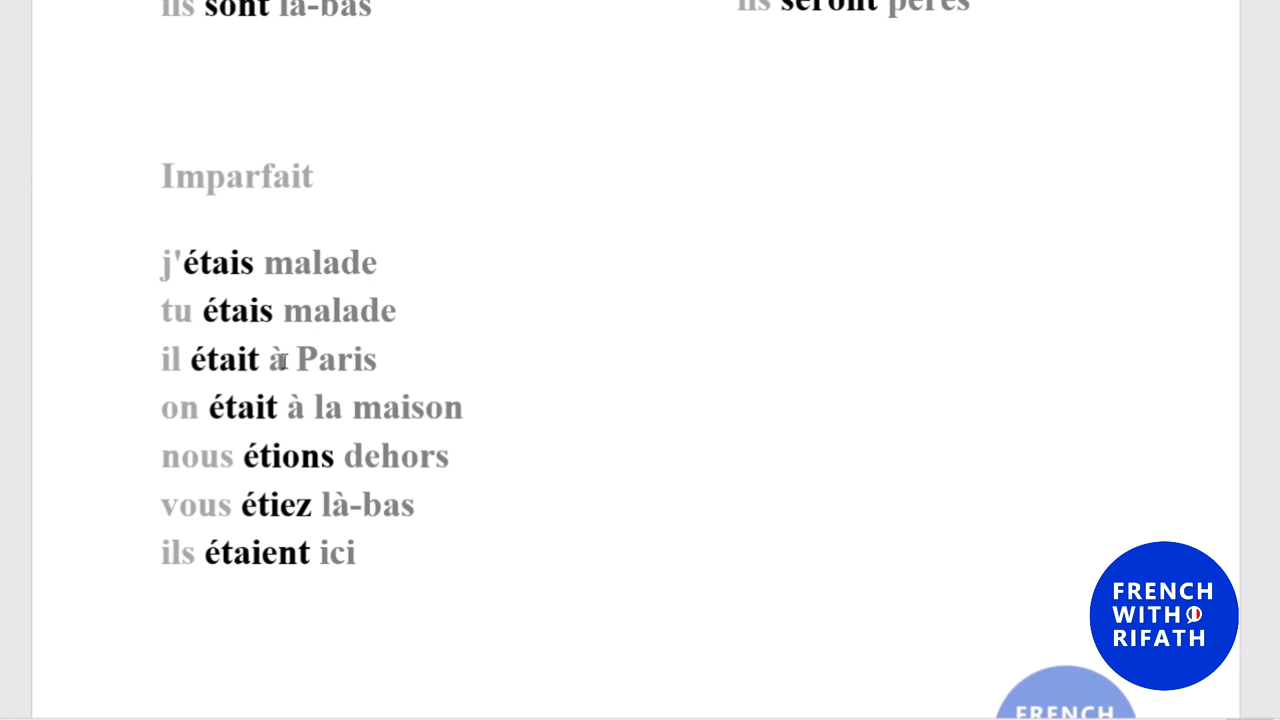 ils sont là-bas
ils seront pères
Imparfait
j'étais malade
tu étais malade
il était à Paris
on était à la maison
nous étions dehors
vous étiez là-bas
ils étaient ici
FRENCH
WITH
RIFATH
FRENCH